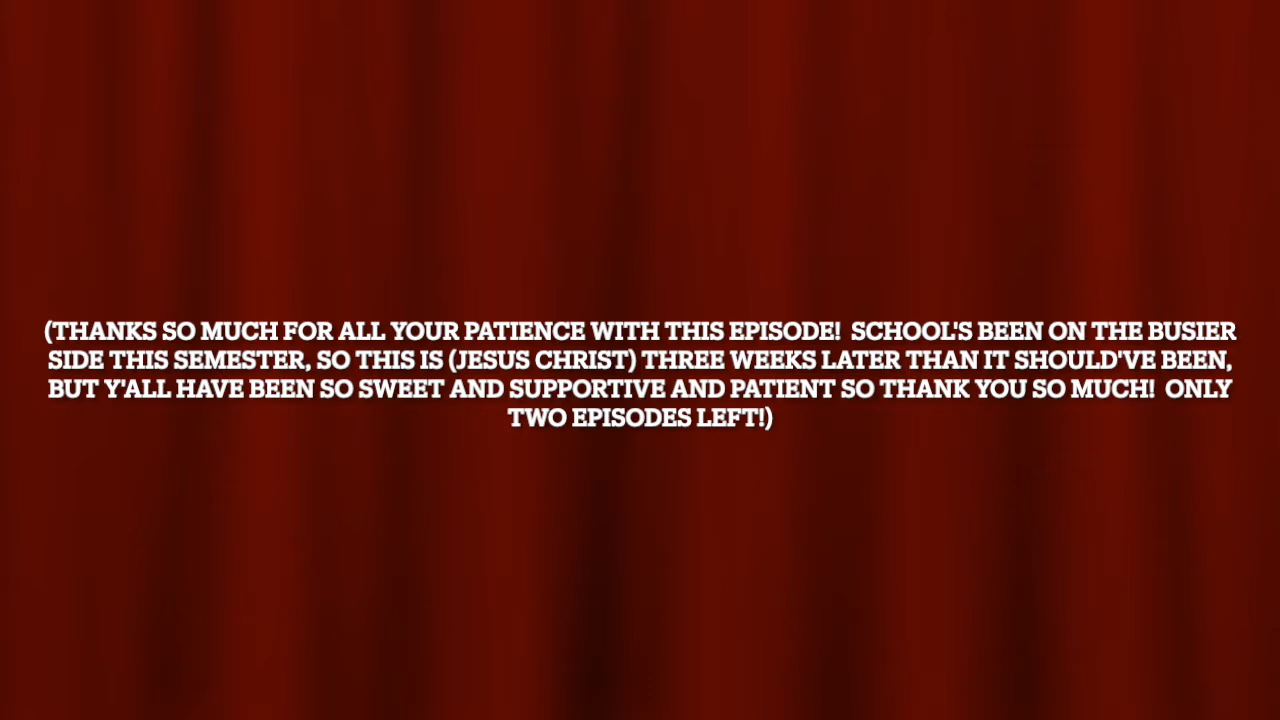 (THANKS SO MUCH FOR ALL YOUR PATIENCE WITH THIS EPISODE!  SCHOOL'S BEEN ON THE BUSIER
SIDE THIS SEMESTER, SO THIS IS (JESUS CHRIST) THREE WEEKS LATER THAN IT SHOULD'VE BEEN,
BUT Y'ALL HAVE BEEN SO SWEET AND SUPPORTIVE AND PATIENT SO THANK YOU SO MUCH!  ONLY
TWO EPISODES LEFT!)